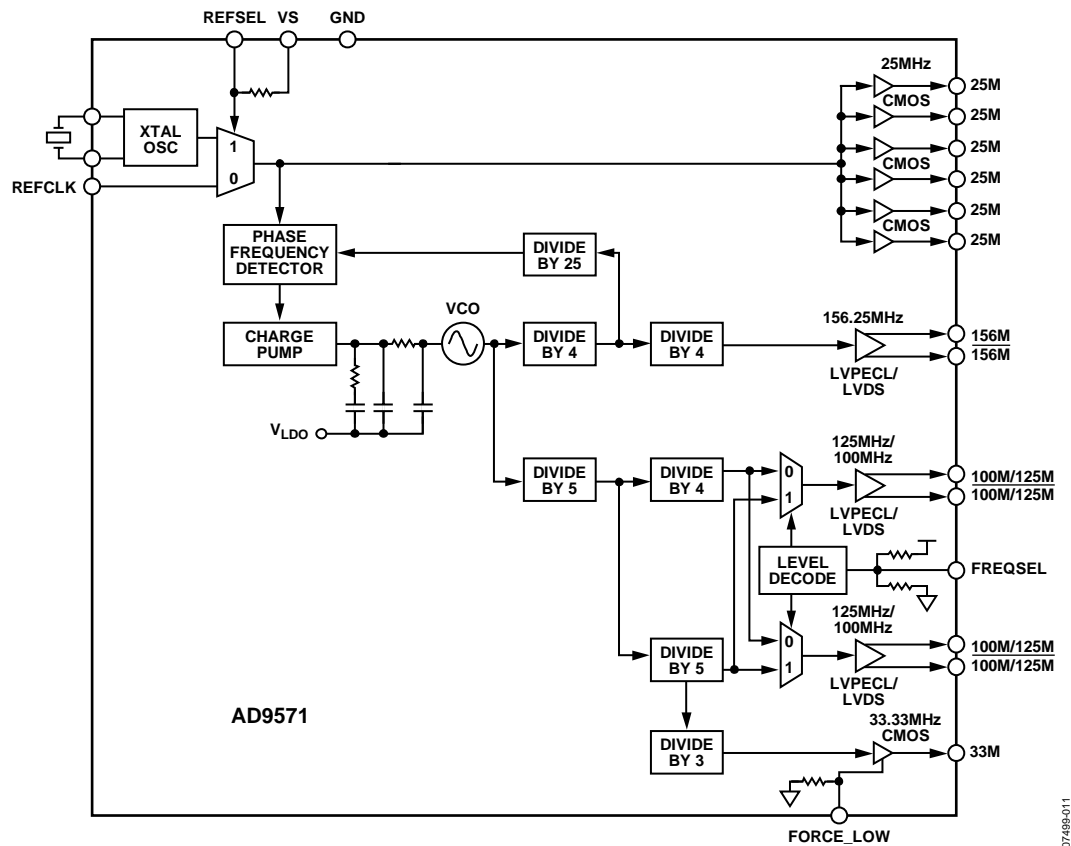 REFSEL VS GND
25MHz
25M
CMOS
25M
XTAL
OSC
1
0
REFCLK
25M
CMOS
25M
25M
CMOS
25M
PHASE
FREQUENCY
DETECTOR
DIVIDE
BY 25
VCO
CHARGE
PUMP
DIVIDE
BY 4
DIVIDE
BY 4
156.25MHz
156M
156M
LVPECL/
LVDS
VLDO
DIVIDE
BY 5
DIVIDE
BY 4
0
1
125MHz/
100MHz
100M/125M
100M/125M
LVPECL/
LVDS
LEVEL
DECODE
FREQSEL
125MHz/
100MHz
DIVIDE
BY 5
0
1
100M/125M
100M/125M
LVPECL/
LVDS
AD9571
DIVIDE
BY 3
33.33MHz
CMOS
33M
FORCE_LOW
07499-011